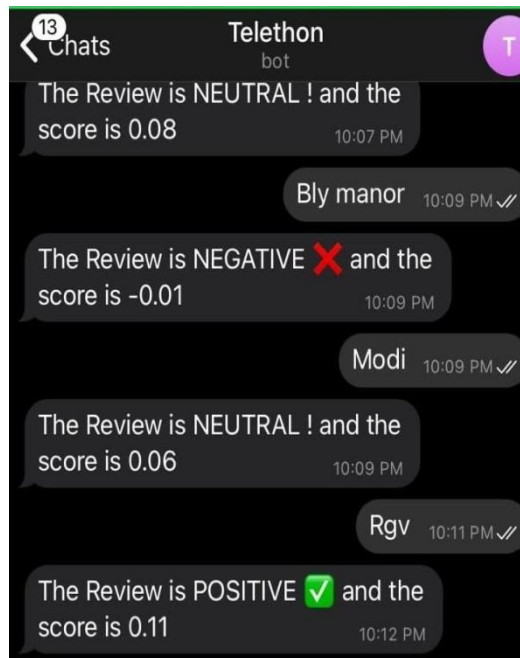 13
Chats
Telethon
bot
T
The Review is NEUTRAL ! and the
score is 0.08
10:07 PM
Bly manor 10:09 PM
The Review is NEGATIVE ❌ and the
score is -0.01
10:09 PM
Modi 10:09 PM
The Review is NEUTRAL ! and the
score is 0.06
10:09 PM
Rgv 10:11 PM
The Review is POSITIVE ✅ and the
score is 0.11
10:12 PM